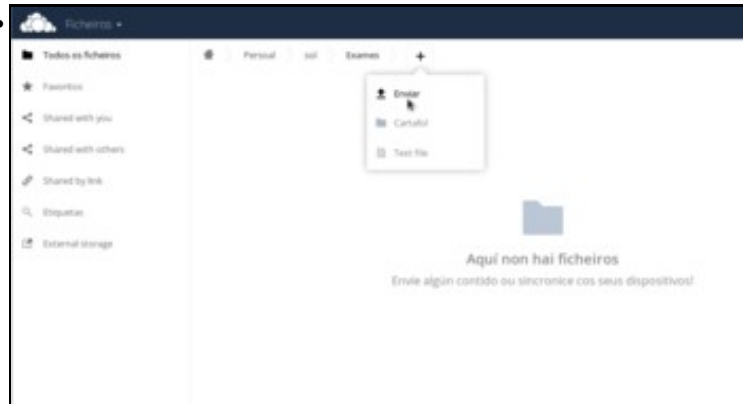 Ficheiros
Todos os ficheiros
Favoritos
Shared with you
Shared with others
Shared by link
Etiquetas
External storage
Persoal
sol
Exames
+
Enviar
Cartafol
Text file
Aquí non hai ficheiros
Envíe algún contido ou sincronice cos seus dispositivos!